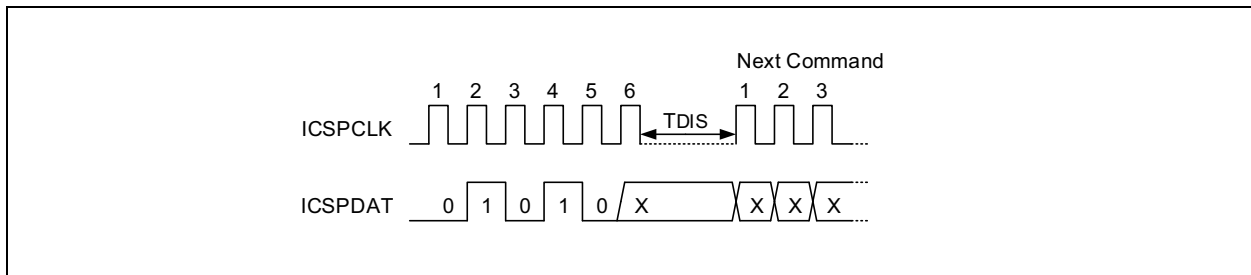 Next Command
1 2 3 4 5 6 1 2 3
ICSPCLK TDIS
ICSPDAT 0 1 0 1 0 X X X X